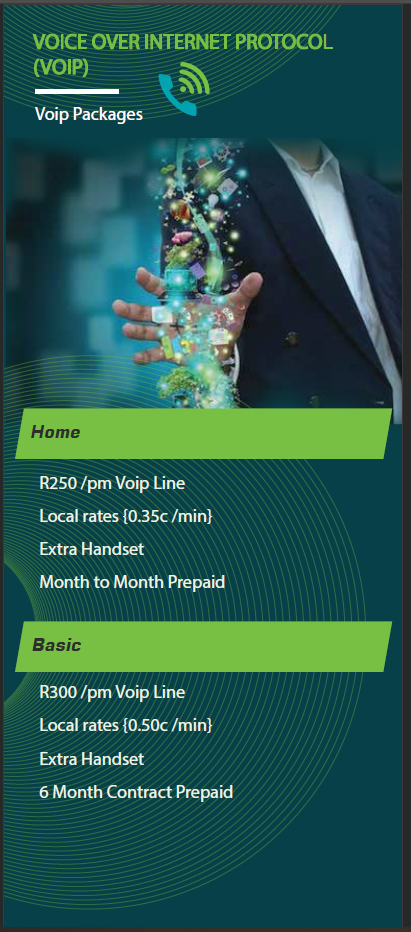 VOICE OVER INTERNET PROTOCOL
(VOIP)
Voip Packages
Home
R250 /pm Voip Line
Local rates {0.35c /min}
Extra Handset
Month to Month Prepaid
Basic
R300 /pm Voip Line
Local rates {0.50c /min}
Extra Handset
6 Month Contract Prepaid